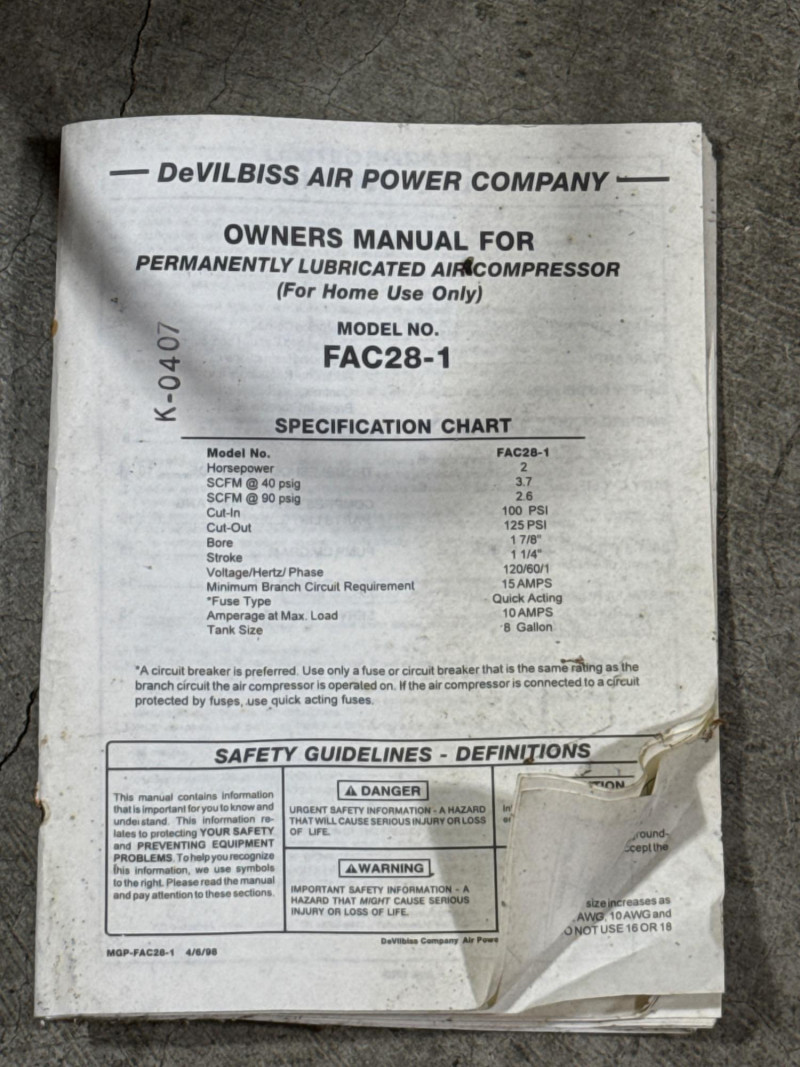 DeVILBISS AIR POWER COMPANY
OWNERS MANUAL FOR
PERMANENTLY LUBRICATED AIR COMPRESSOR
(For Home Use Only)
MODEL NO.
FAC28-1
K-0407
SPECIFICATION CHART
Model No. FAC28-1
Horsepower 2
SCFM @ 40 psig 3.7
SCFM @ 90 psig 2.6
Cut-In 100 PSI
Cut-Out 125 PSI
Bore 1 7/8"
Stroke 1 1/4"
Voltage/Hertz/Phase 120/60/1
Minimum Branch Circuit Requirement 15 AMPS
*Fuse Type Quick Acting
Amperage at Max. Load 10 AMPS
Tank Size 8 Gallon
*A circuit breaker is preferred. Use only a fuse or circuit breaker that is the same rating as the
branch circuit the air compressor is operated on. If the air compressor is connected to a circuit
protected by fuses, use quick acting fuses.
SAFETY GUIDELINES - DEFINITIONS
This manual contains information
that is important for you to know and
understand. This information re-
lates to protecting YOUR SAFETY
and PREVENTING EQUIPMENT
PROBLEMS. To help you recognize
this information, we use symbols
to the right. Please read the manual
and pay attention to these sections.
DANGER
URGENT SAFETY INFORMATION - A HAZARD
THAT WILL CAUSE SERIOUS INJURY OR LOSS
OF LIFE.
WARNING
IMPORTANT SAFETY INFORMATION - A
HAZARD THAT MIGHT CAUSE SERIOUS
INJURY OR LOSS OF LIFE.
TION
round-
cept the
size increases as
AWG, 10 AWG and
O NOT USE 16 OR 18
DeVilbiss Company Air Powe
MGP-FAC28-1 4/6/98